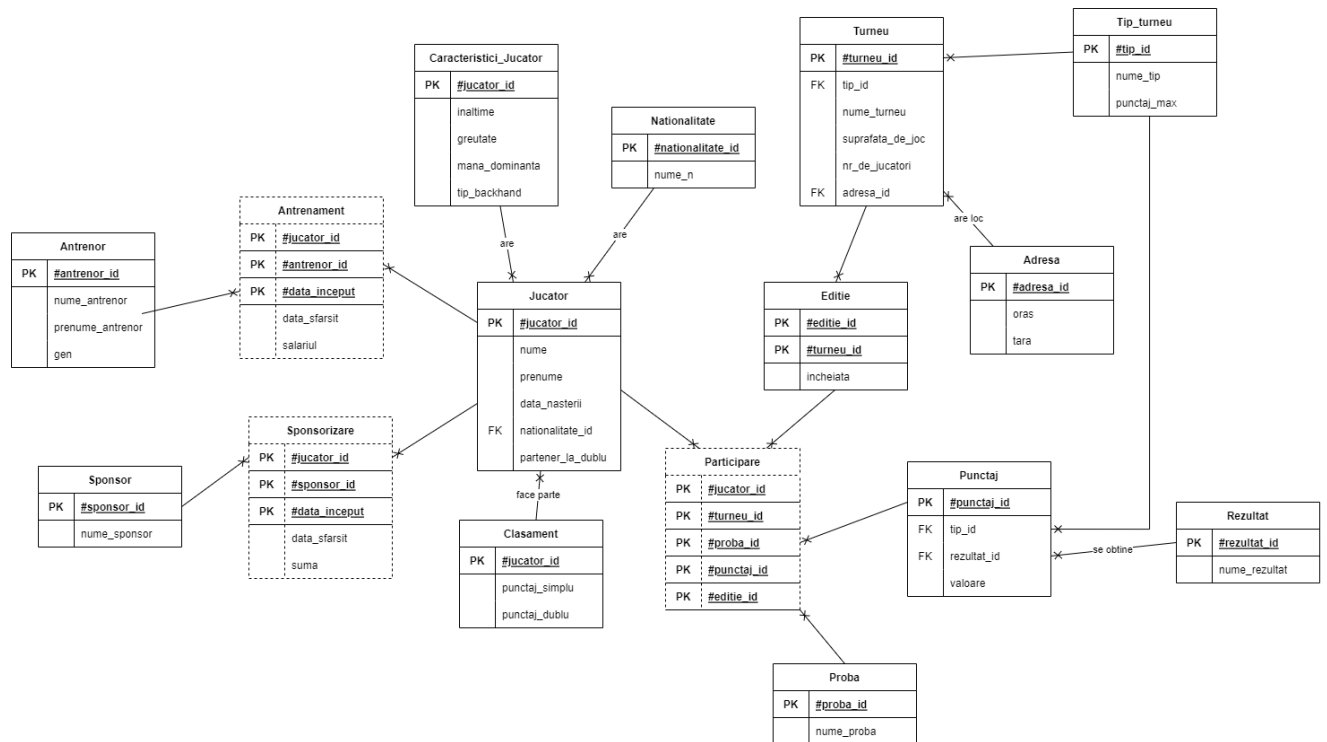 Turneu
PK #turneu_id
FK tip_id
nume_turneu
suprafata_de_joc
nr_de_jucatori
FK adresa_id
Tip_turneu
PK #tip_id
nume_tip
punctaj_max
Caracteristici_Jucator
PK #jucator_id
inaltime
greutate
mana_dominanta
tip_backhand
Nationalitate
PK #nationalitate_id
nume_n
Antrenament
PK #jucator_id
PK #antrenor_id
PK #data_inceput
data_sfarsit
salariul
Antrenor
PK #antrenor_id
nume_antrenor
prenume_antrenor
gen
are
are
are loc
Adresa
PK #adresa_id
oras
tara
Jucator
PK #jucator_id
nume
prenume
data_nasterii
FK nationalitate_id
partener_la_dublu
Editie
PK #editie_id
PK #turneu_id
incheiata
Sponsorizare
PK #jucator_id
PK #sponsor_id
PK #data_inceput
data_sfarsit
suma
Sponsor
PK #sponsor_id
nume_sponsor
face parte
Clasament
PK #jucator_id
punctaj_simplu
punctaj_dublu
Participare
PK #jucator_id
PK #turneu_id
PK #proba_id
PK #punctaj_id
PK #editie_id
Punctaj
PK #punctaj_id
FK tip_id
FK rezultat_id
valoare
se obtine
Rezultat
PK #rezultat_id
nume_rezultat
Proba
PK #proba_id
nume_proba